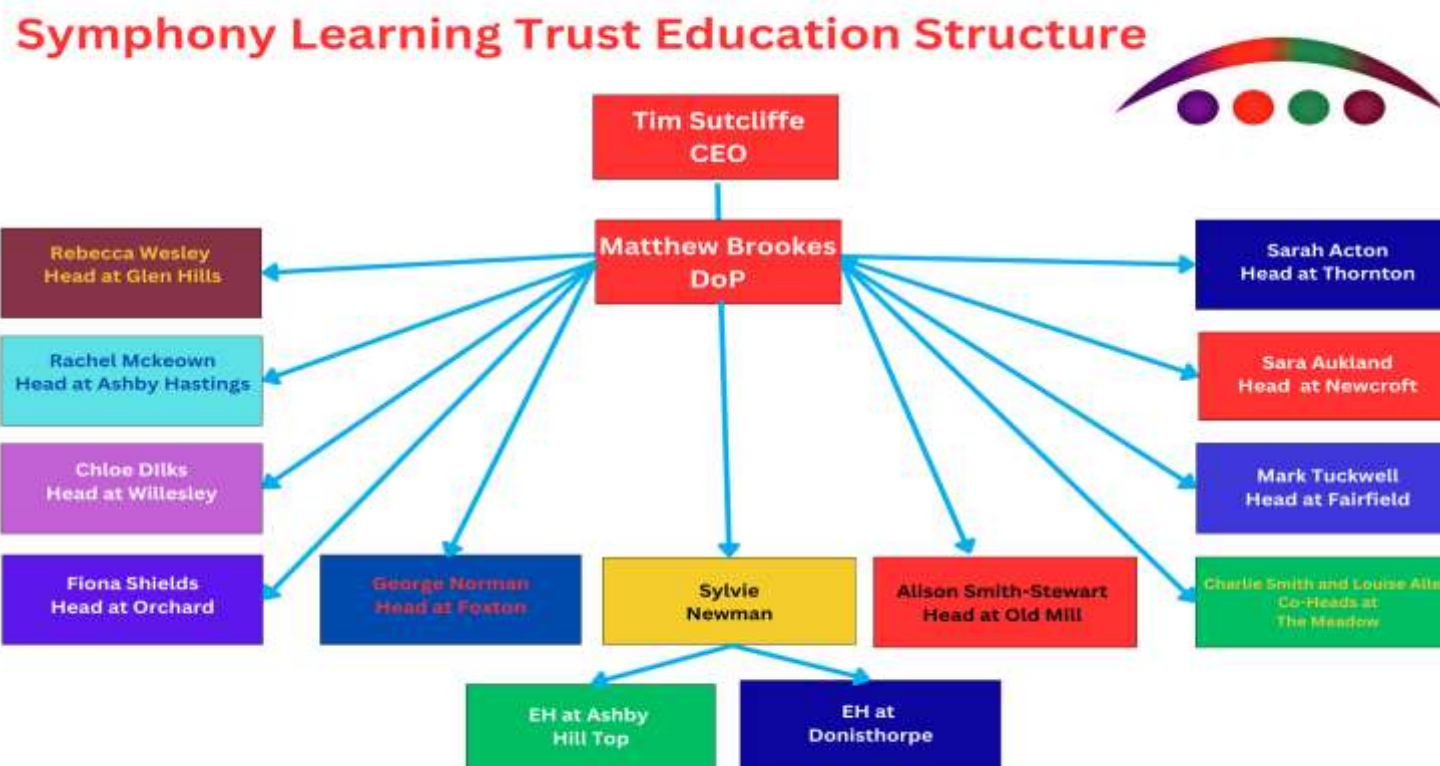 Symphony Learning Trust Education Structure
Tim Sutcliffe
CEO
Matthew Brookes
DoP
Rebecca Wesley
Head at Glen Hills
Rachel Mckeown
Head at Ashby Hastings
Chloe DIlks
Head at Willesley
Fiona Shields
Head at Orchard
George Norman
Head at Foxton
Sylvie
Newman
EH at Ashby
Hill Top
EH at
Donisthorpe
Alison Smith-Stewart
Head at Old Mill
Sarah Acton
Head at Thornton
Sara Aukland
Head at Newcroft
Mark Tuckwell
Head at Fairfield
Charlie Smith and Louise
Co-Heads at
The Meadow